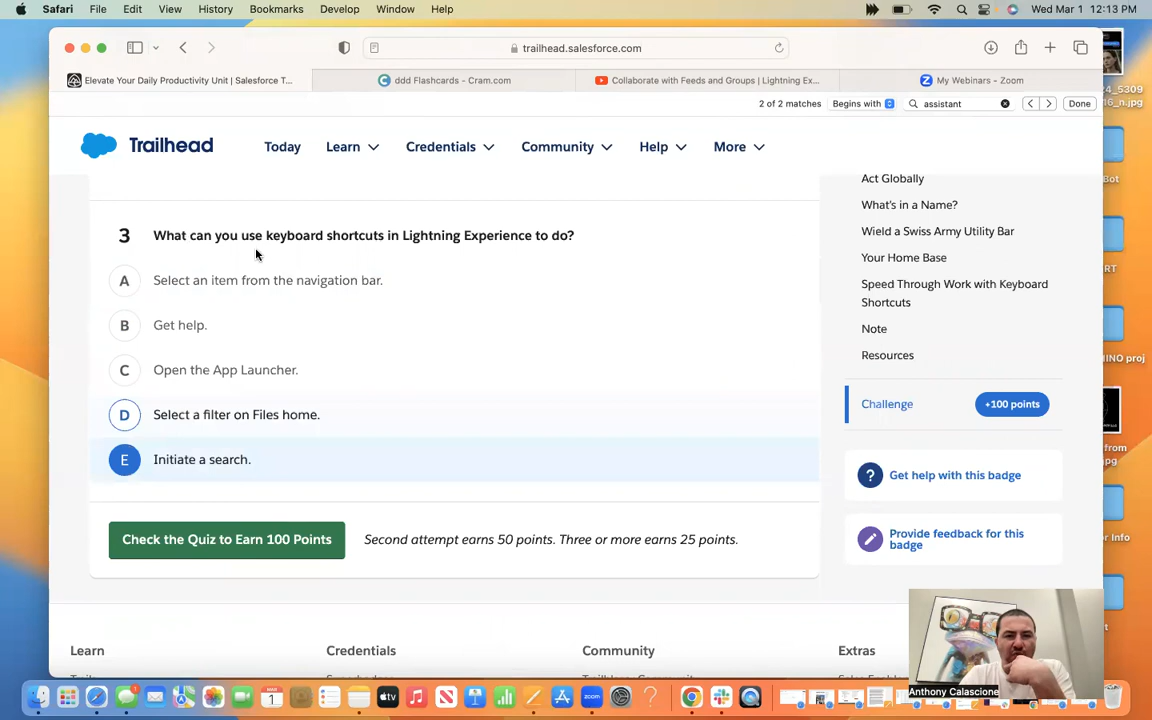 Safari File Edit View History Bookmarks Develop Window Help Wed Mar 1 12:13 PM
trailhead.salesforce.com
Elevate Your Daily Productivity Unit | Salesforce T... ddd Flashcards - Cram.com Collaborate with Feeds and Groups | Lightning Ex... My Webinars - Zoom
2 of 2 matches Begins with assistant Done
Trailhead Today Learn Credentials Community Help More
Act Globally
What's in a Name?
Wield a Swiss Army Utility Bar
Your Home Base
Speed Through Work with Keyboard
Shortcuts
Note
Resources
Challenge +100 points
Get help with this badge
Provide feedback for this
badge
3 What can you use keyboard shortcuts in Lightning Experience to do?
A Select an item from the navigation bar.
B Get help.
C Open the App Launcher.
D Select a filter on Files home.
E Initiate a search.
Check the Quiz to Earn 100 Points Second attempt earns 50 points. Three or more earns 25 points.
Learn Credentials Community Extras
Anthony Calascione